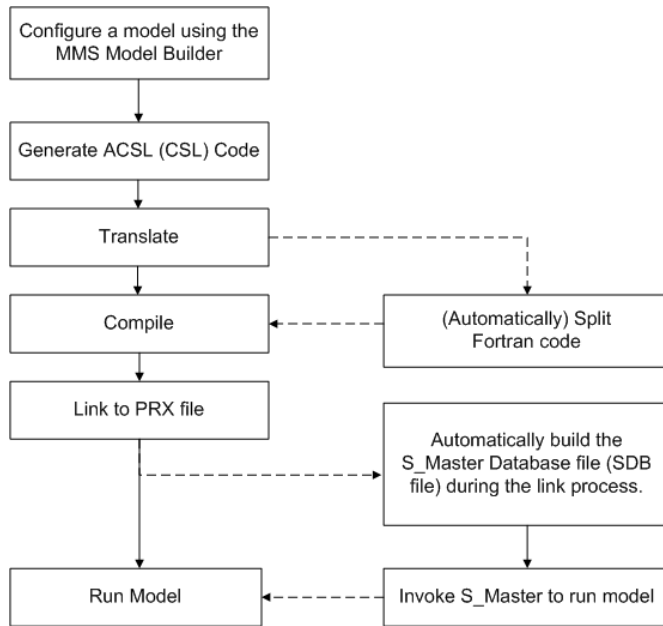 Configure a model using the
MMS Model Builder
Generate ACSL (CSL) Code
Translate
Compile
(Automatically) Split
Fortran code
Link to PRX file
Automatically build the
S_Master Database file (SDB
file) during the link process.
Run Model
Invoke S_Master to run model